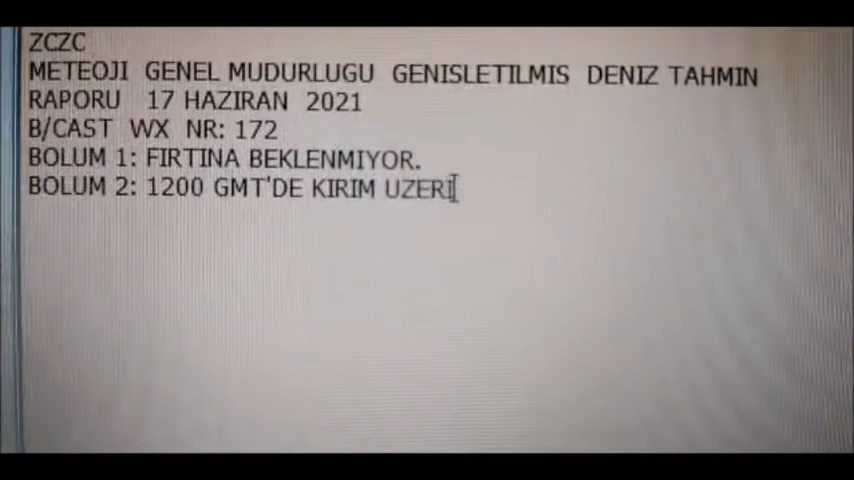 ZCZC
METEOJI GENEL MUDURLUGU GENISLETILMIS DENIZ TAHMIN
RAPORU 17 HAZIRAN 2021
B/CAST WX NR: 172
BOLUM 1: FIRTINA BEKLENMIYOR.
BOLUM 2: 1200 GMT'DE KIRIM UZERI